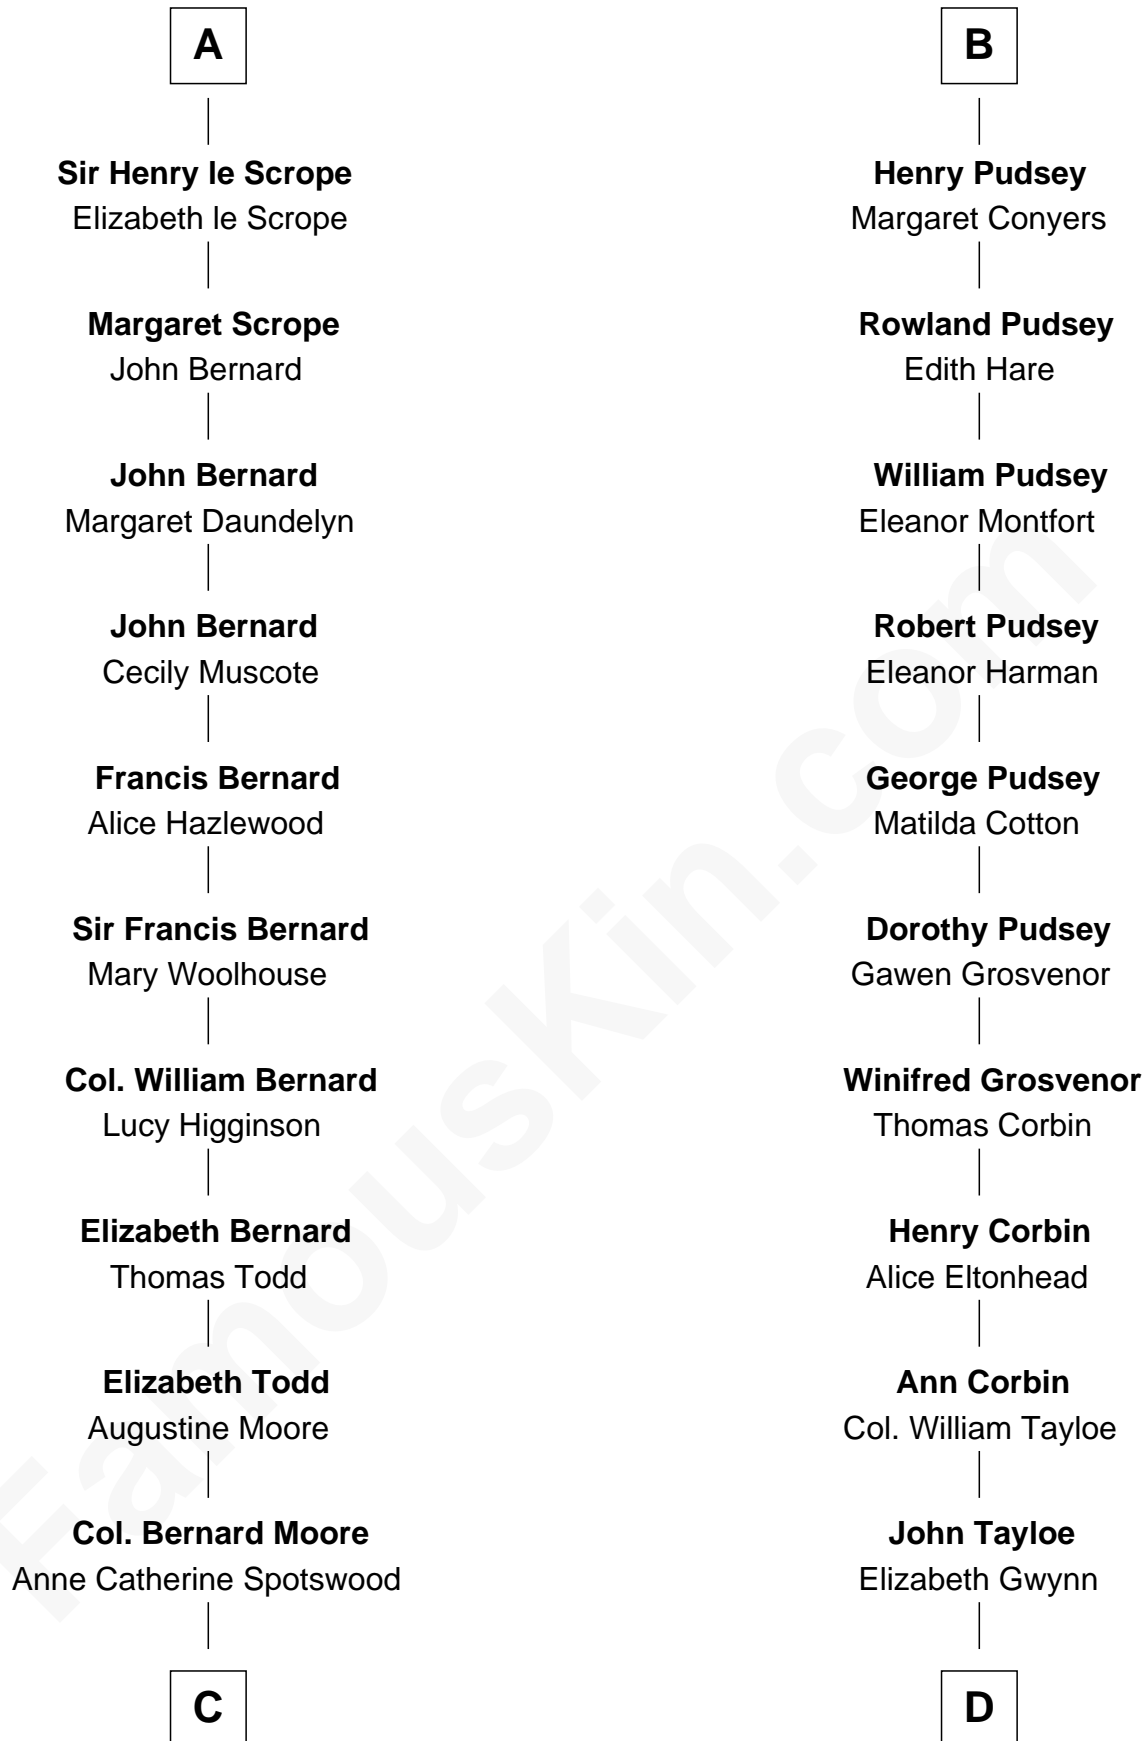 A
Sir Henry le Scrope
Elizabeth le Scrope
Margaret Scrope
John Bernard
John Bernard
Margaret Daundelyn
John Bernard
Cecily Muscote
Francis Bernard
Alice Hazlewood
Sir Francis Bernard
Mary Woolhouse
Col. William Bernard
Lucy Higginson
Elizabeth Bernard
Thomas Todd
Elizabeth Todd
Augustine Moore
Col. Bernard Moore
Anne Catherine Spotswood
C
B
Henry Pudsey
Margaret Conyers
Rowland Pudsey
Edith Hare
William Pudsey
Eleanor Montfort
Robert Pudsey
Eleanor Harman
George Pudsey
Matilda Cotton
Dorothy Pudsey
Gawen Grosvenor
Winifred Grosvenor
Thomas Corbin
Henry Corbin
Alice Eltonhead
Ann Corbin
Col. William Tayloe
John Tayloe
Elizabeth Gwynn
D
FamousKin.com